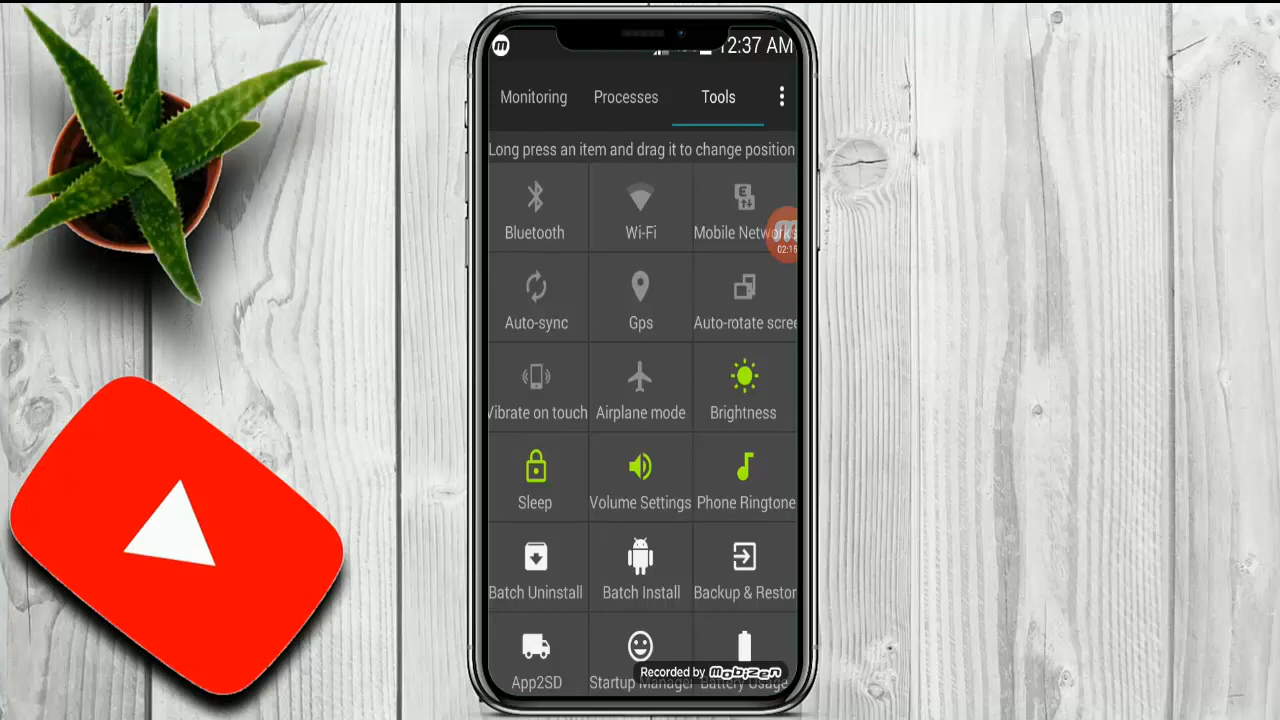 12:37 AM
Monitoring Processes Tools
Long press an item and drag it to change position
Bluetooth Wi-Fi Mobile Networks
02:16
Auto-sync Gps Auto-rotate scree
Vibrate on touch Airplane mode Brightness
Sleep Volume Settings Phone Ringtone
Batch Uninstall Batch Install Backup & Restor
Recorded by Mobizen
App2SD Startup Manager Battery Usage